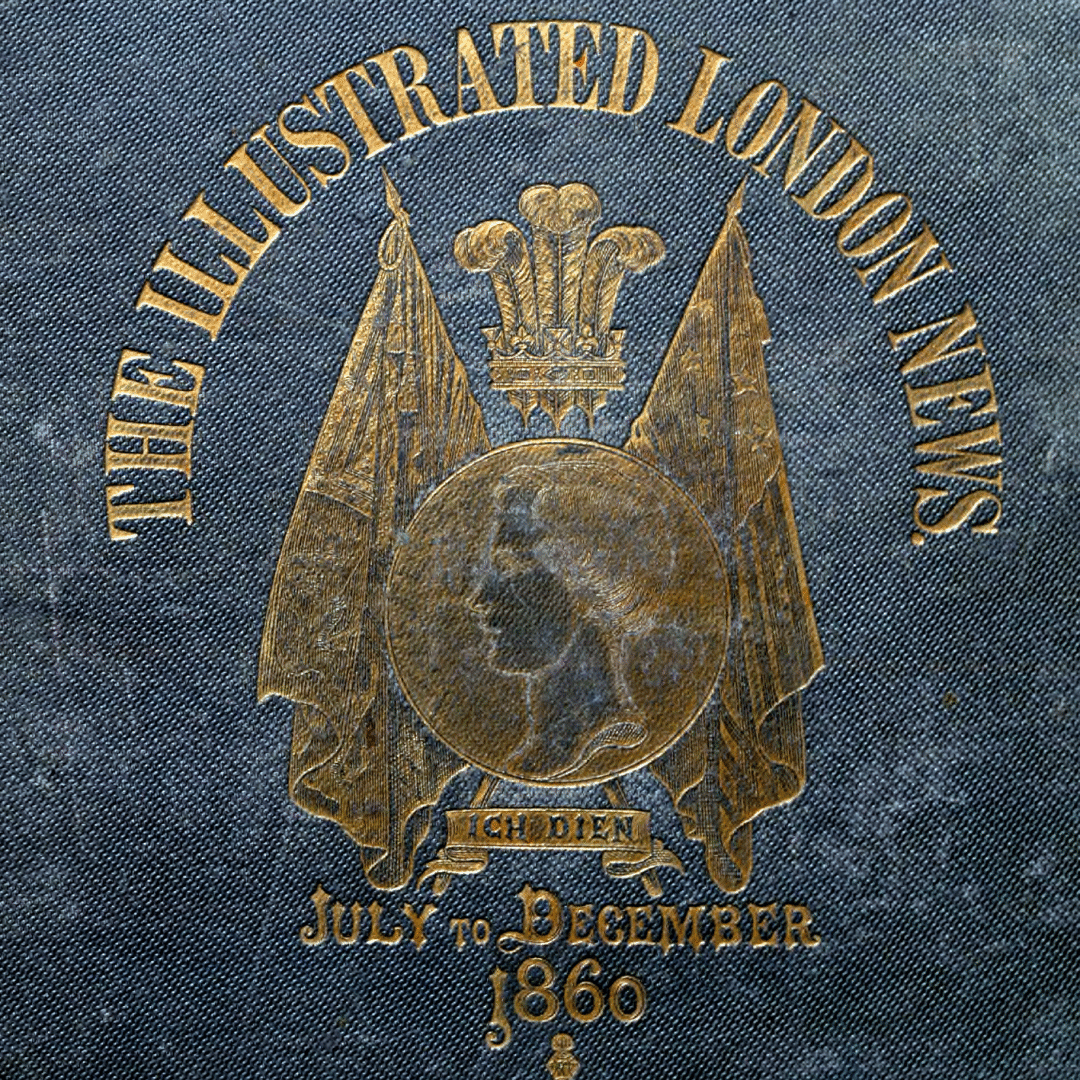 THE ILLUSTRATED LONDON NEWS.
ICH DIEN
JULY TO DECEMBER
1860